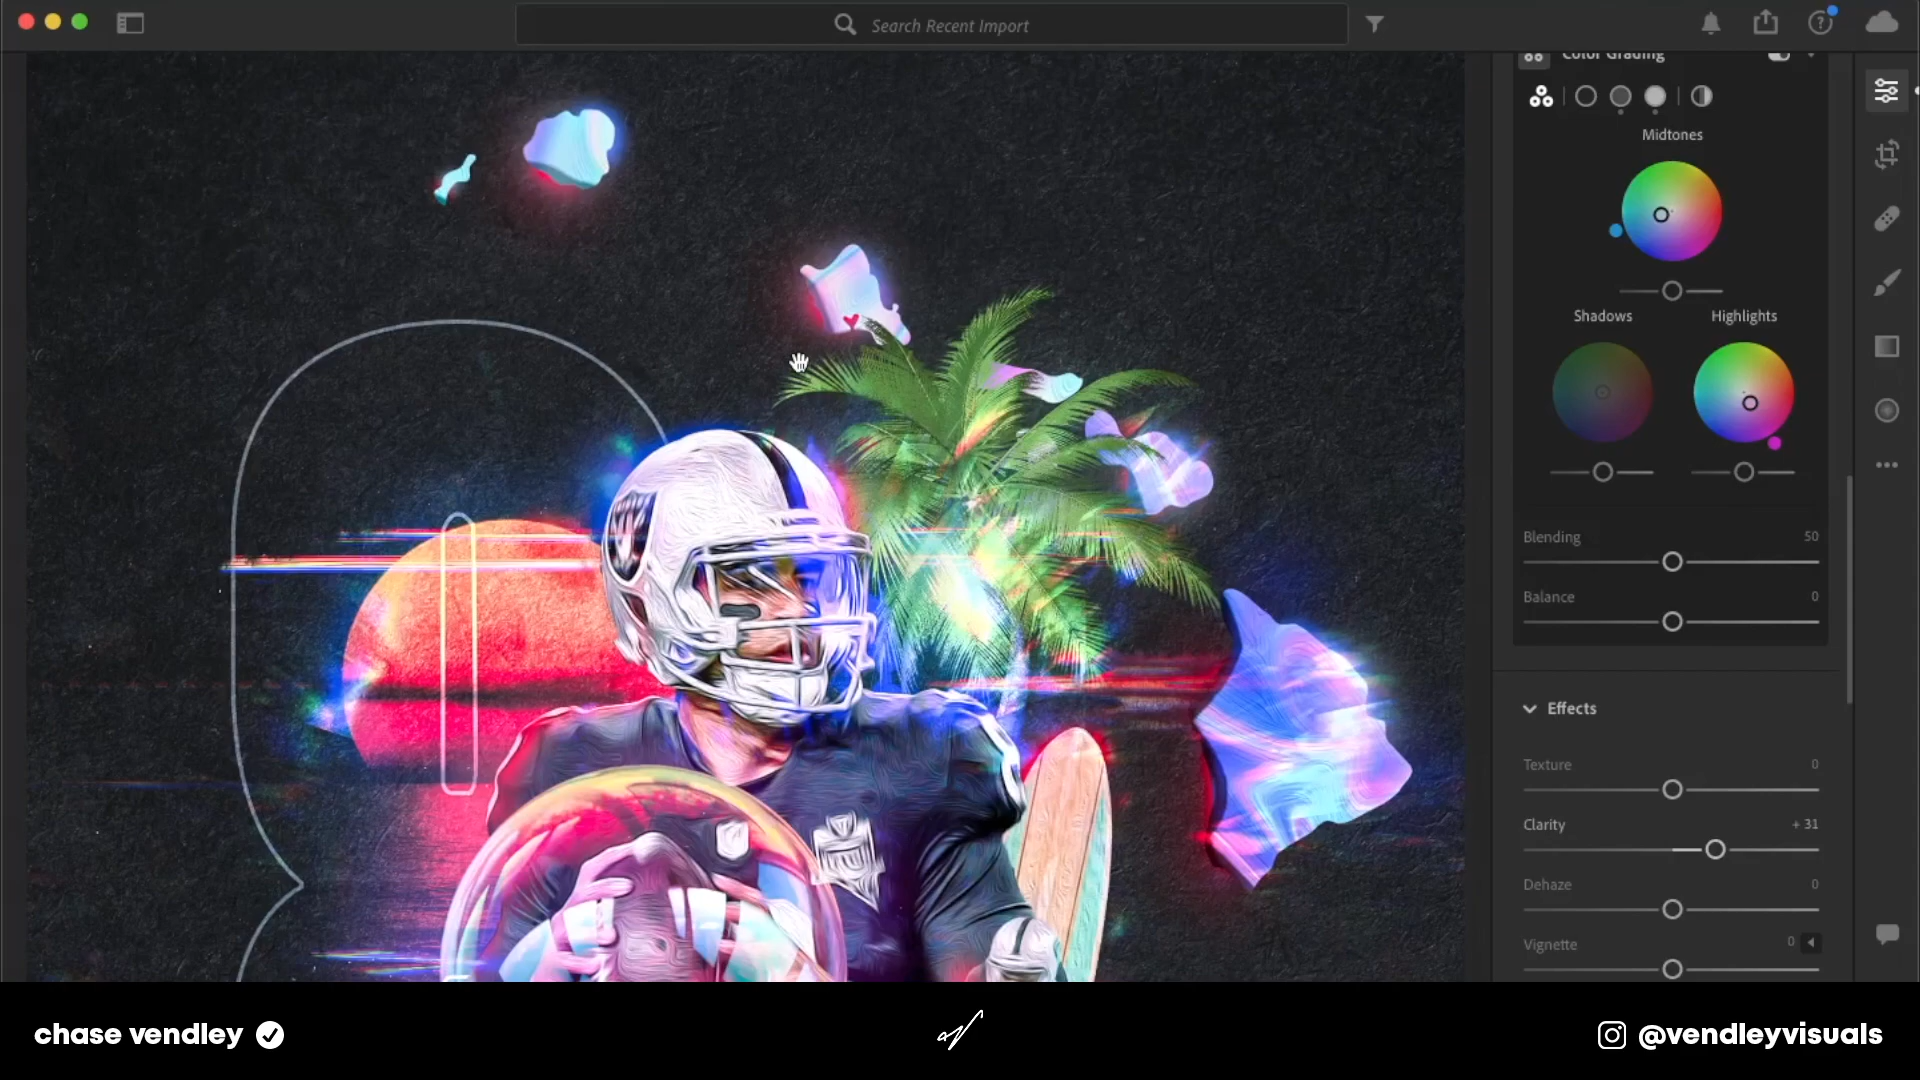 Search Recent Import
Color Grading
Midtones
Shadows
Highlights
Blending
50
Balance
0
Effects
Texture
0
Clarity
+ 31
Dehaze
0
Vignette
0
chase vendley
@vendleyvisuals